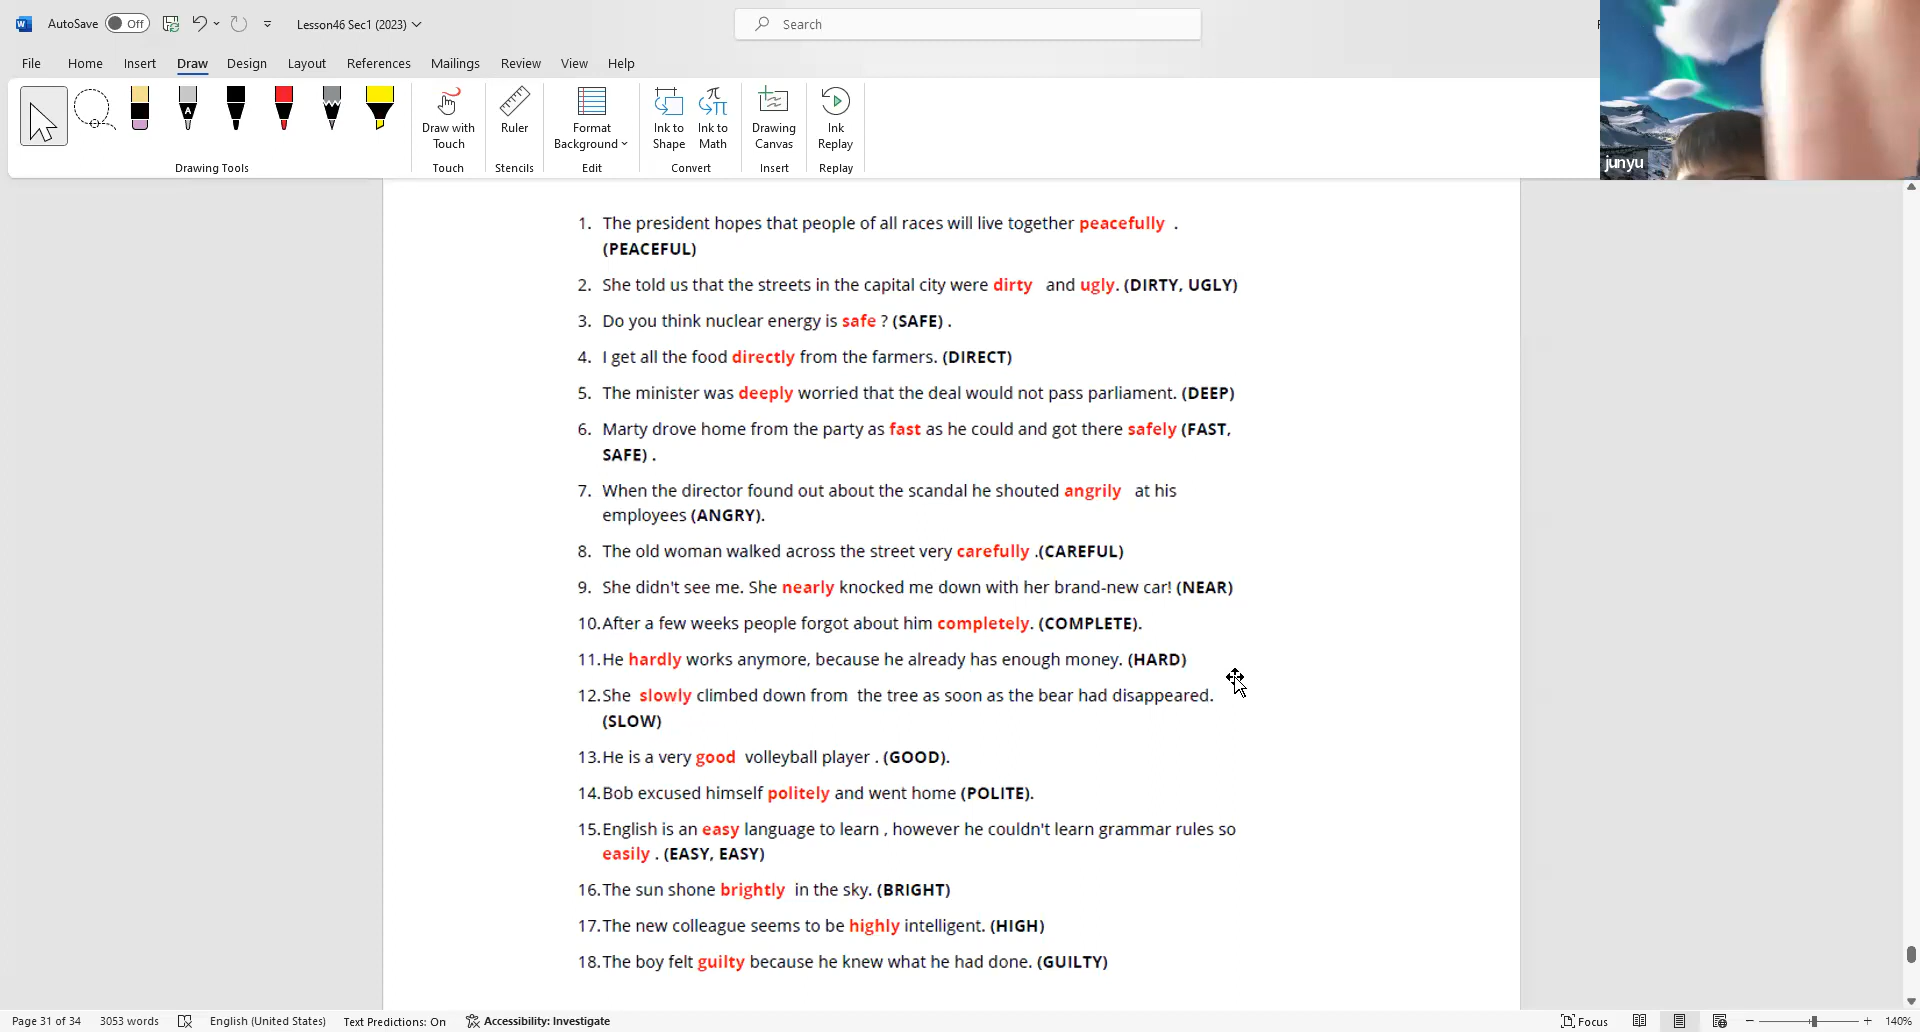 AutoSave Off Lesson46 Sec1 (2023) Search
File Home Insert Draw Design Layout References Mailings Review View Help
Draw with Touch Ruler Format Background Ink to Shape Ink to Math Drawing Canvas Ink Replay
Drawing Tools Touch Stencils Edit Convert Insert Replay
junyu
1. The president hopes that people of all races will live together peacefully .
(PEACEFUL)
2. She told us that the streets in the capital city were dirty and ugly. (DIRTY, UGLY)
3. Do you think nuclear energy is safe ? (SAFE) .
4. I get all the food directly from the farmers. (DIRECT)
5. The minister was deeply worried that the deal would not pass parliament. (DEEP)
6. Marty drove home from the party as fast as he could and got there safely (FAST,
SAFE) .
7. When the director found out about the scandal he shouted angrily at his
employees (ANGRY).
8. The old woman walked across the street very carefully .(CAREFUL)
9. She didn't see me. She nearly knocked me down with her brand-new car! (NEAR)
10.After a few weeks people forgot about him completely. (COMPLETE).
11.He hardly works anymore, because he already has enough money. (HARD)
12.She slowly climbed down from the tree as soon as the bear had disappeared.
(SLOW)
13.He is a very good volleyball player . (GOOD).
14.Bob excused himself politely and went home (POLITE).
15.English is an easy language to learn , however he couldn't learn grammar rules so
easily . (EASY, EASY)
16.The sun shone brightly in the sky. (BRIGHT)
17.The new colleague seems to be highly intelligent. (HIGH)
18.The boy felt guilty because he knew what he had done. (GUILTY)
Page 31 of 34 3053 words English (United States) Text Predictions: On Accessibility: Investigate Focus 140%